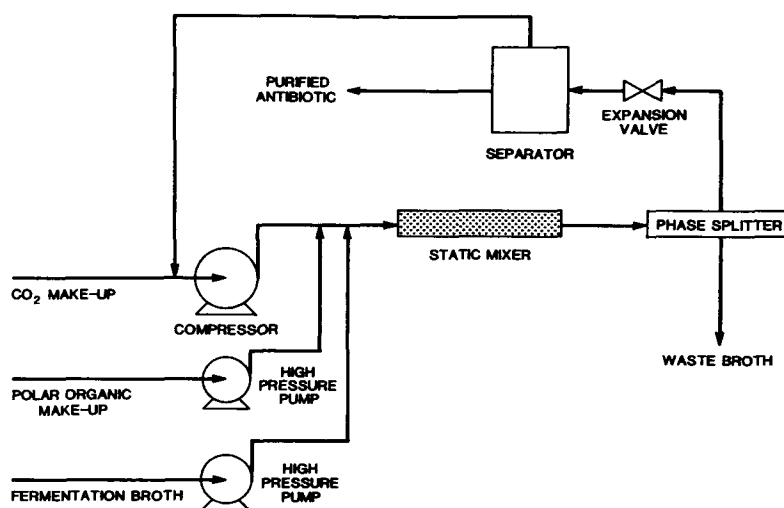 PURIFIED
ANTIBIOTIC
SEPARATOR
EXPANSION
VALVE
PHASE SPLITTER
STATIC MIXER
CO₂ MAKE-UP
COMPRESSOR
WASTE BROTH
POLAR ORGANIC
MAKE-UP
HIGH
PRESSURE
PUMP
FERMENTATION BROTH
HIGH
PRESSURE
PUMP